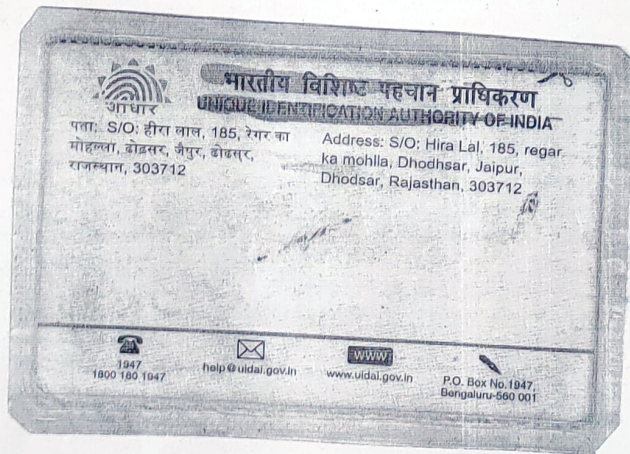 आधार
भारतीय विशिष्ट पहचान प्राधिकरण
UNIQUE IDENTIFICATION AUTHORITY OF INDIA
पता: S/O: हीरा लाल, 185, रेगर का
मोहल्ला, ढोडसर, जैपुर, ढोढसर,
राजस्थान, 303712
Address: S/O: Hira Lal, 185, regar
ka mohlla, Dhodhsar, Jaipur,
Dhodsar, Rajasthan, 303712
1947
1800 180 1947
help@uidai.gov.in
www
www.uidai.gov.in
P.O. Box No.1947,
Bengaluru-560 001